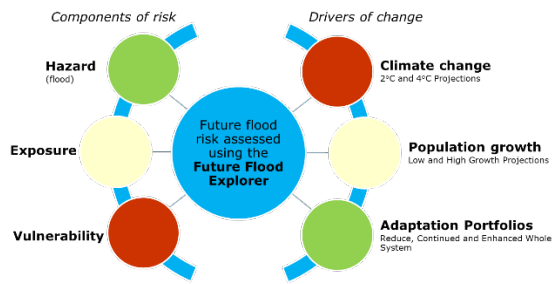 Components of risk
Drivers of change
Hazard
(flood)
Exposure
Vulnerability
Future flood
risk assessed
using the
Future Flood
Explorer
Climate change
2°C and 4°C Projections
Population growth
Low and High Growth Projections
Adaptation Portfolios
Reduce, Continued and Enhanced Whole
System